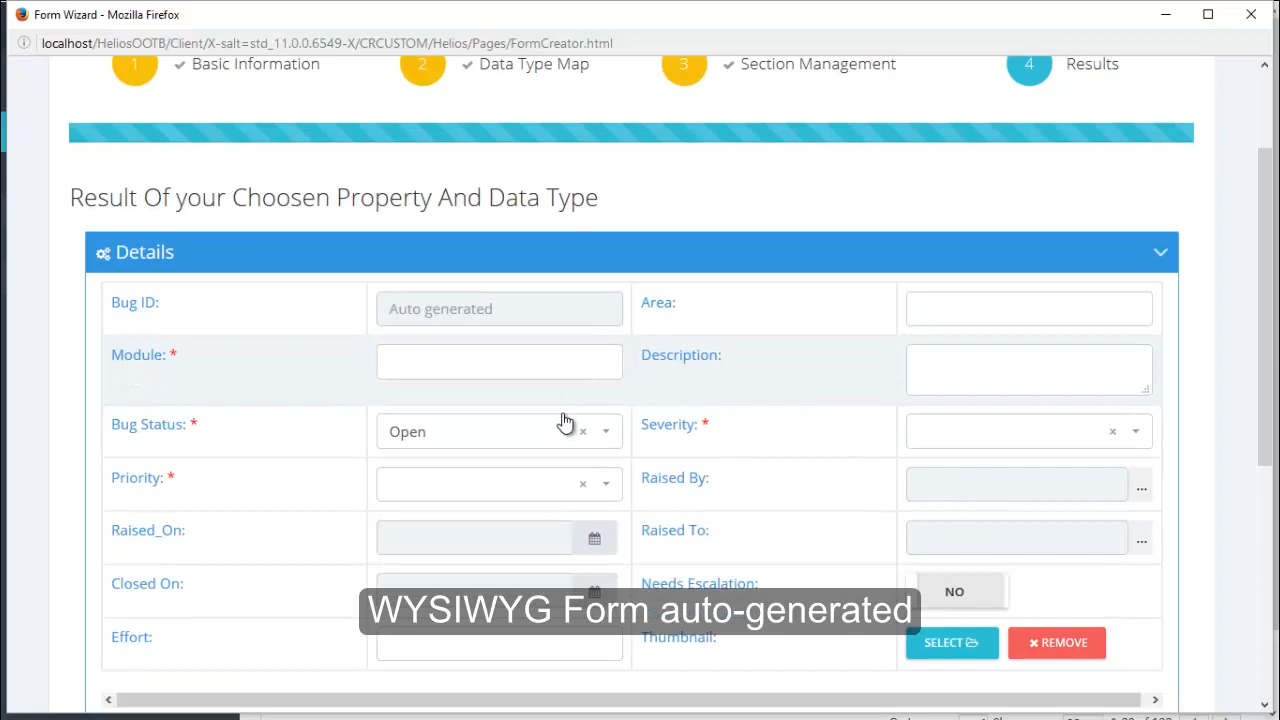 Form Wizard - Mozilla Firefox
localhost/HeliosOOTB/Client/X-salt=std_11.0.0.6549-X/CRCUSTOM/Helios/Pages/FormCreator.html
1 Basic Information 2 Data Type Map 3 Section Management 4 Results
Result Of your Choosen Property And Data Type
Details
Bug ID: Auto generated Area:
Module: * Description:
Bug Status: * Open × Severity: * ×
Priority: * × Raised By: ...
Raised_On: Raised To: ...
Closed On: Needs Escalation: NO
WYSIWYG Form auto-generated
Effort: Thumbnail: SELECT REMOVE